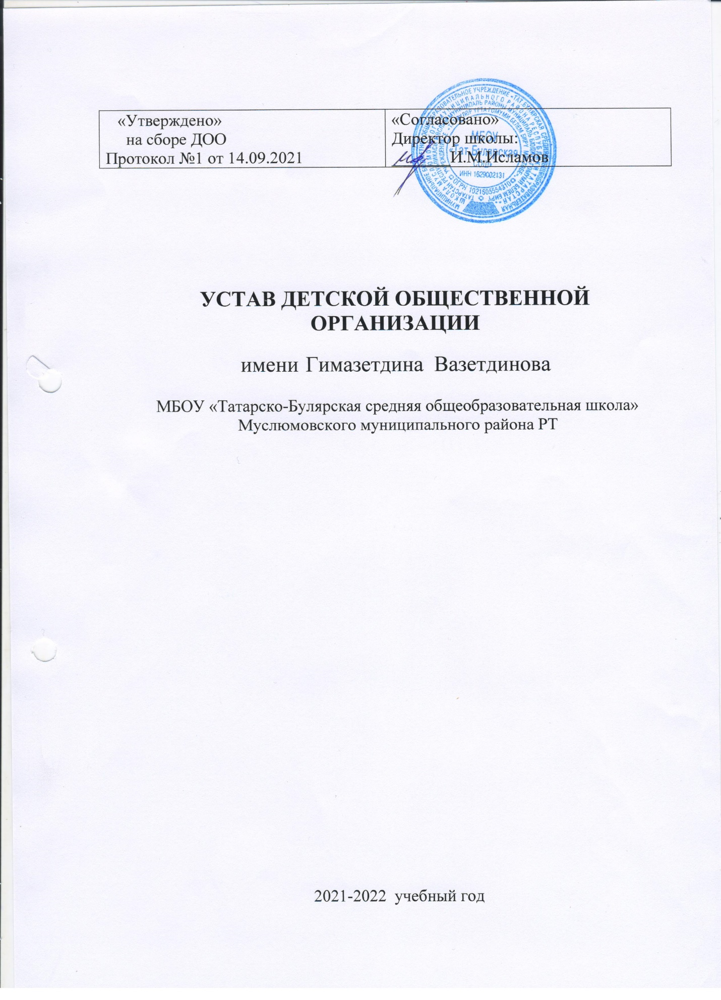 «Утверждено»
на сборе ДОО
Протокол №1 от 14.09.2021
«Согласовано»
Директор школы:
И.М.Исламов
МБОУ
«Тат.Булярская
СОШ»
ИНН 1629002131
ОГРН 1021605554310
УСТАВ ДЕТСКОЙ ОБЩЕСТВЕННОЙ
ОРГАНИЗАЦИИ
имени Гимазетдина Вазетдинова
МБОУ «Татарско-Булярская средняя общеобразовательная школа»
Муслюмовского муниципального района РТ
2021-2022 учебный год